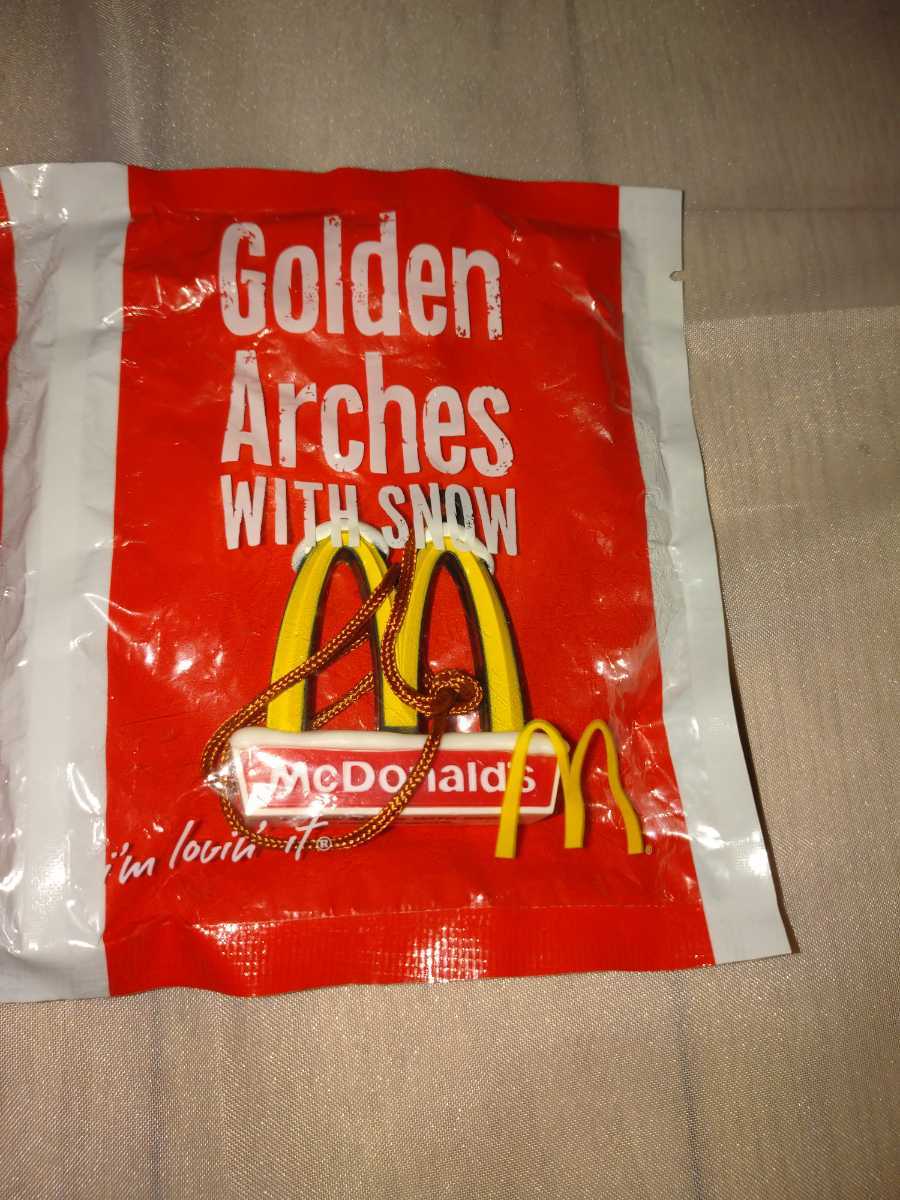 Golden
Arches
WITH SNOW
McDonald's
i'm lovin' it®